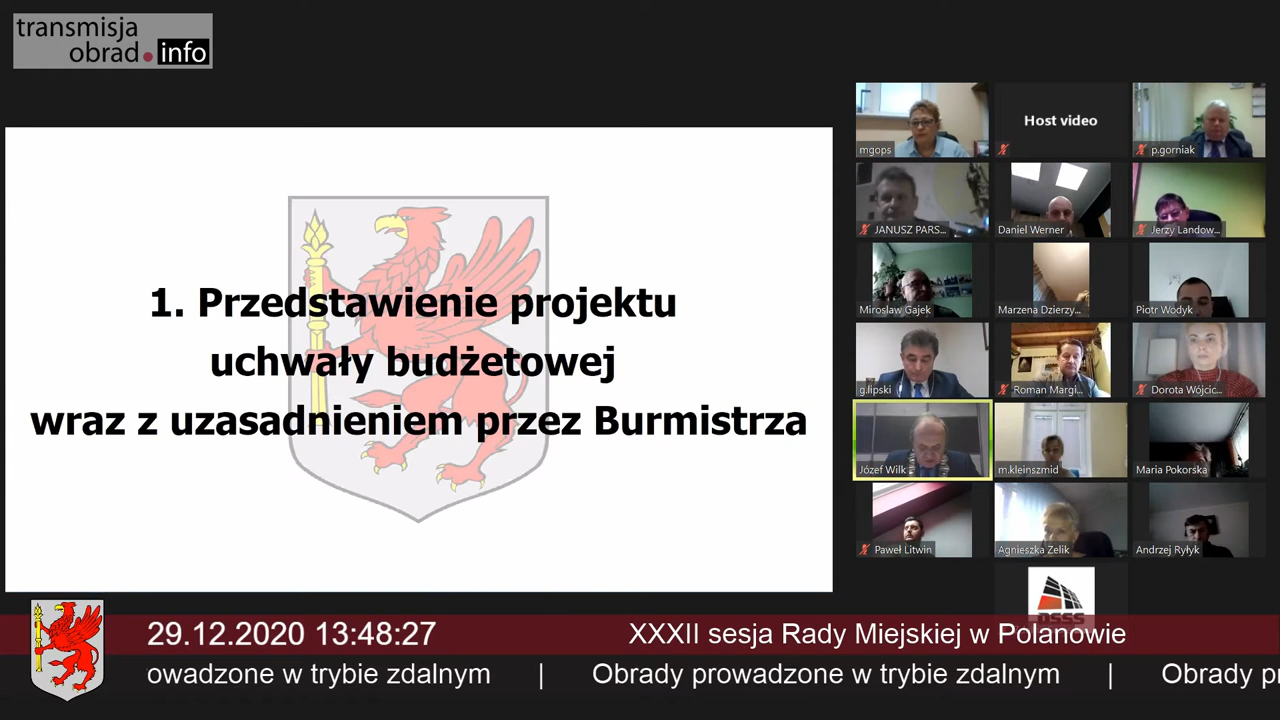 transmisja
obrad.info
1. Przedstawienie projektu
uchwały budżetowej
wraz z uzasadnieniem przez Burmistrza
mgops
Host video
p.gorniak
JANUSZ PARS...
Daniel Werner
Jerzy Landow...
Mirosław Gajek
Marzena Dzierzy...
Piotr Wodyk
g.lipski
Roman Margi...
Dorota Wójcic...
Józef Wilk
m.kleinszmid
Maria Pokorska
Paweł Litwin
Agnieszka Zelik
Andrzej Ryłyk
DSSS
29.12.2020 13:48:27
XXXII sesja Rady Miejskiej w Polanowie
owadzone w trybie zdalnym | Obrady prowadzone w trybie zdalnym | Obrady pr